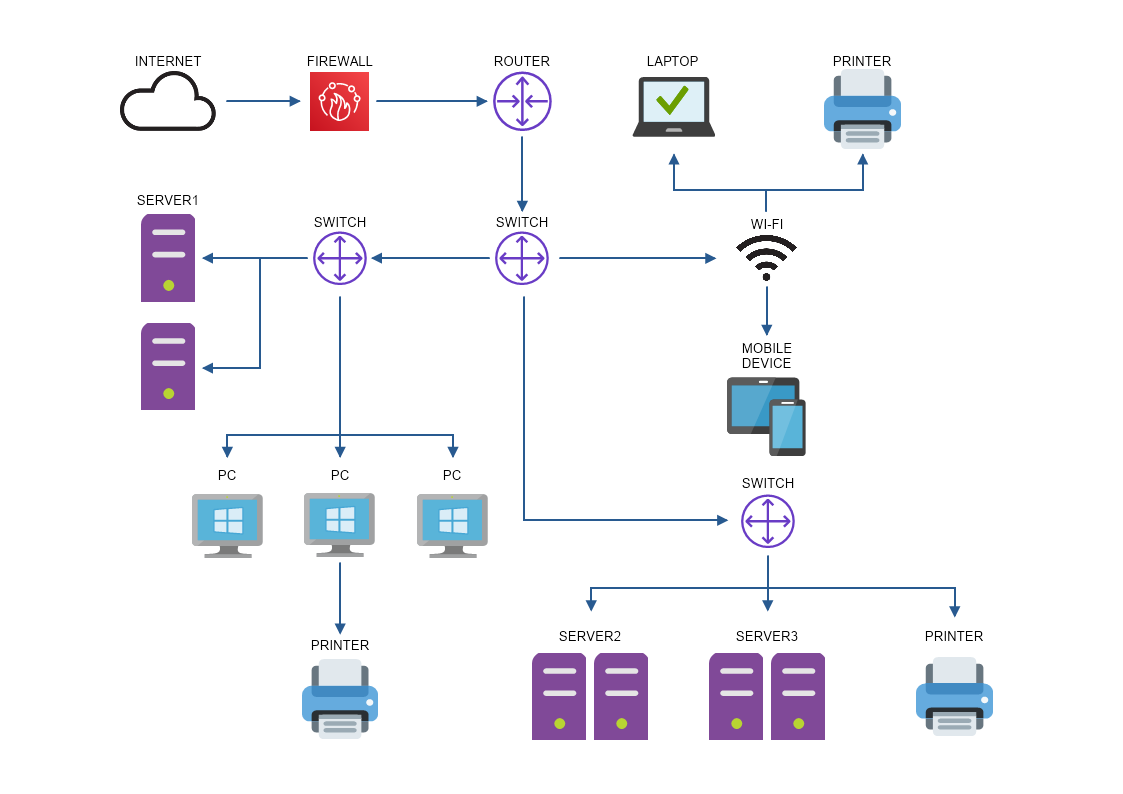 INTERNET
FIREWALL
ROUTER
LAPTOP
PRINTER
SERVER1
SWITCH
SWITCH
WI-FI
MOBILE
DEVICE
PC
PC
PC
SWITCH
PRINTER
SERVER2
SERVER3
PRINTER